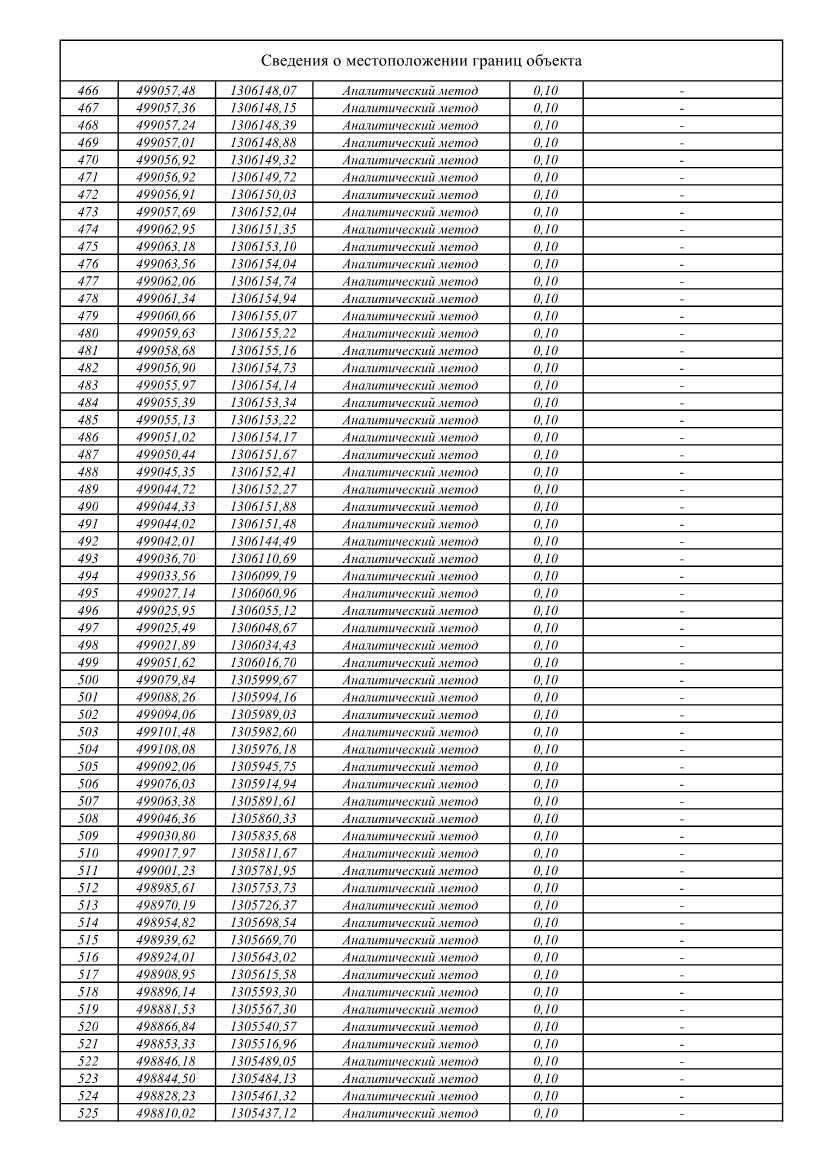 Сведения о местоположении границ объекта
466 499057,48 1306148,07 Аналитический метод 0,10 -
467 499057,36 1306148,15 Аналитический метод 0,10 -
468 499057,24 1306148,39 Аналитический метод 0,10 -
469 499057,01 1306148,88 Аналитический метод 0,10 -
470 499056,92 1306149,32 Аналитический метод 0,10 -
471 499056,92 1306149,72 Аналитический метод 0,10 -
472 499056,91 1306150,03 Аналитический метод 0,10 -
473 499057,69 1306152,04 Аналитический метод 0,10 -
474 499062,95 1306151,35 Аналитический метод 0,10 -
475 499063,18 1306153,10 Аналитический метод 0,10 -
476 499063,56 1306154,04 Аналитический метод 0,10 -
477 499062,06 1306154,74 Аналитический метод 0,10 -
478 499061,34 1306154,94 Аналитический метод 0,10 -
479 499060,66 1306155,07 Аналитический метод 0,10 -
480 499059,63 1306155,22 Аналитический метод 0,10 -
481 499058,68 1306155,16 Аналитический метод 0,10 -
482 499056,90 1306154,73 Аналитический метод 0,10 -
483 499055,97 1306154,14 Аналитический метод 0,10 -
484 499055,39 1306153,34 Аналитический метод 0,10 -
485 499055,13 1306153,22 Аналитический метод 0,10 -
486 499051,02 1306154,17 Аналитический метод 0,10 -
487 499050,44 1306151,67 Аналитический метод 0,10 -
488 499045,35 1306152,41 Аналитический метод 0,10 -
489 499044,72 1306152,27 Аналитический метод 0,10 -
490 499044,33 1306151,88 Аналитический метод 0,10 -
491 499044,02 1306151,48 Аналитический метод 0,10 -
492 499042,01 1306144,49 Аналитический метод 0,10 -
493 499036,70 1306110,69 Аналитический метод 0,10 -
494 499033,56 1306099,19 Аналитический метод 0,10 -
495 499027,14 1306060,96 Аналитический метод 0,10 -
496 499025,95 1306055,12 Аналитический метод 0,10 -
497 499025,49 1306048,67 Аналитический метод 0,10 -
498 499021,89 1306034,43 Аналитический метод 0,10 -
499 499051,62 1306016,70 Аналитический метод 0,10 -
500 499079,84 1305999,67 Аналитический метод 0,10 -
501 499088,26 1305994,16 Аналитический метод 0,10 -
502 499094,06 1305989,03 Аналитический метод 0,10 -
503 499101,48 1305982,60 Аналитический метод 0,10 -
504 499108,08 1305976,18 Аналитический метод 0,10 -
505 499092,06 1305945,75 Аналитический метод 0,10 -
506 499076,03 1305914,94 Аналитический метод 0,10 -
507 499063,38 1305891,61 Аналитический метод 0,10 -
508 499046,36 1305860,33 Аналитический метод 0,10 -
509 499030,80 1305835,68 Аналитический метод 0,10 -
510 499017,97 1305811,67 Аналитический метод 0,10 -
511 499001,23 1305781,95 Аналитический метод 0,10 -
512 498985,61 1305753,73 Аналитический метод 0,10 -
513 498970,19 1305726,37 Аналитический метод 0,10 -
514 498954,82 1305698,54 Аналитический метод 0,10 -
515 498939,62 1305669,70 Аналитический метод 0,10 -
516 498924,01 1305643,02 Аналитический метод 0,10 -
517 498908,95 1305615,58 Аналитический метод 0,10 -
518 498896,14 1305593,30 Аналитический метод 0,10 -
519 498881,53 1305567,30 Аналитический метод 0,10 -
520 498866,84 1305540,57 Аналитический метод 0,10 -
521 498853,33 1305516,96 Аналитический метод 0,10 -
522 498846,18 1305489,05 Аналитический метод 0,10 -
523 498844,50 1305484,13 Аналитический метод 0,10 -
524 498828,23 1305461,32 Аналитический метод 0,10 -
525 498810,02 1305437,12 Аналитический метод 0,10 -